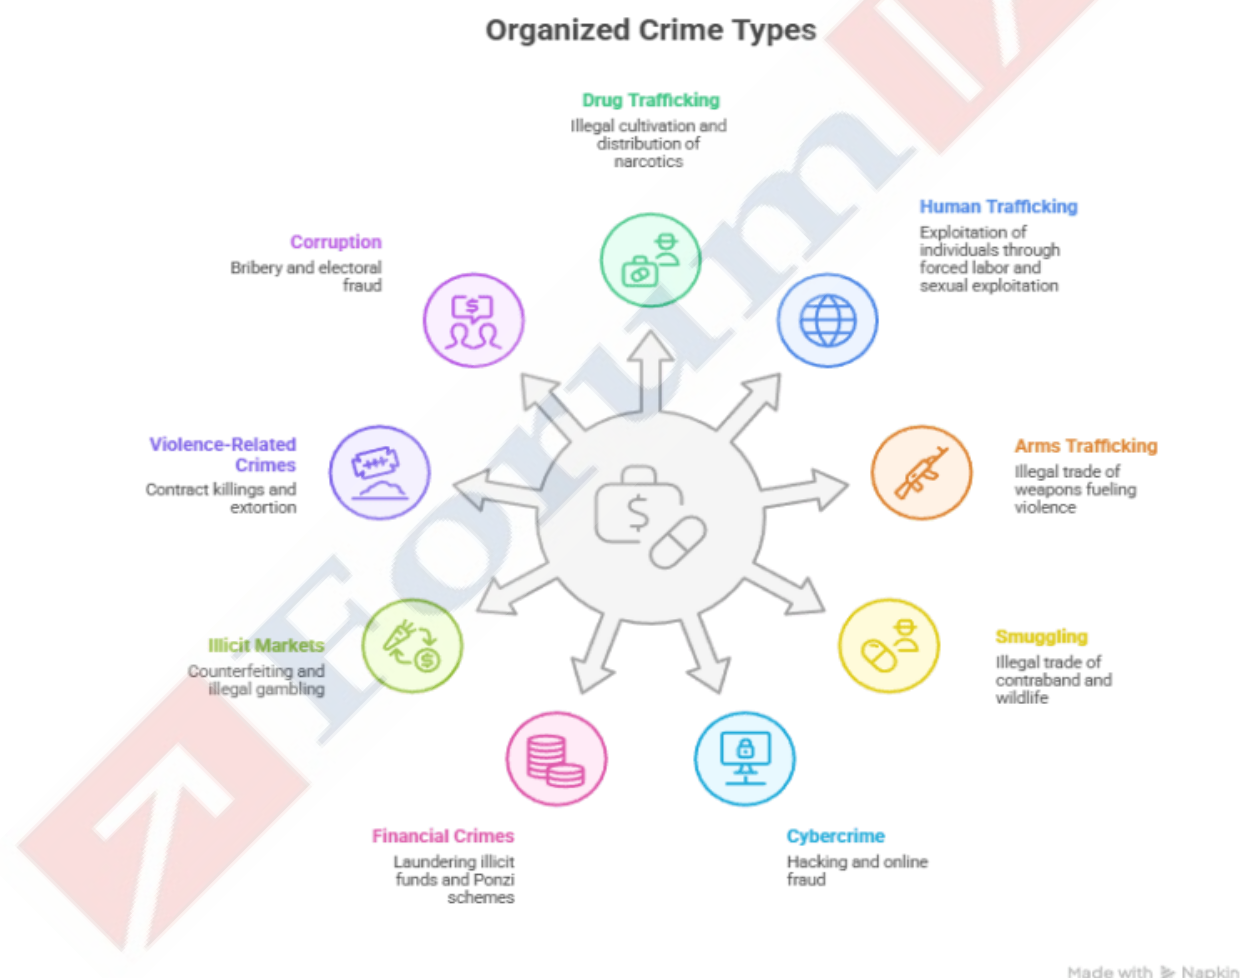 Organized Crime Types
Drug Trafficking
Illegal cultivation and
distribution of
narcotics
Human Trafficking
Exploitation of
individuals through
forced labor and
sexual exploitation
Corruption
Bribery and electoral
fraud
$
Violence-Related
Crimes
Contract killings and
extortion
Arms Trafficking
Illegal trade of
weapons fueling
violence
$
Illicit Markets
Counterfeiting and
illegal gambling
$
Smuggling
Illegal trade of
contraband and
wildlife
Financial Crimes
Laundering illicit
funds and Ponzi
schemes
Cybercrime
Hacking and online
fraud
Forum
Made with Napkin